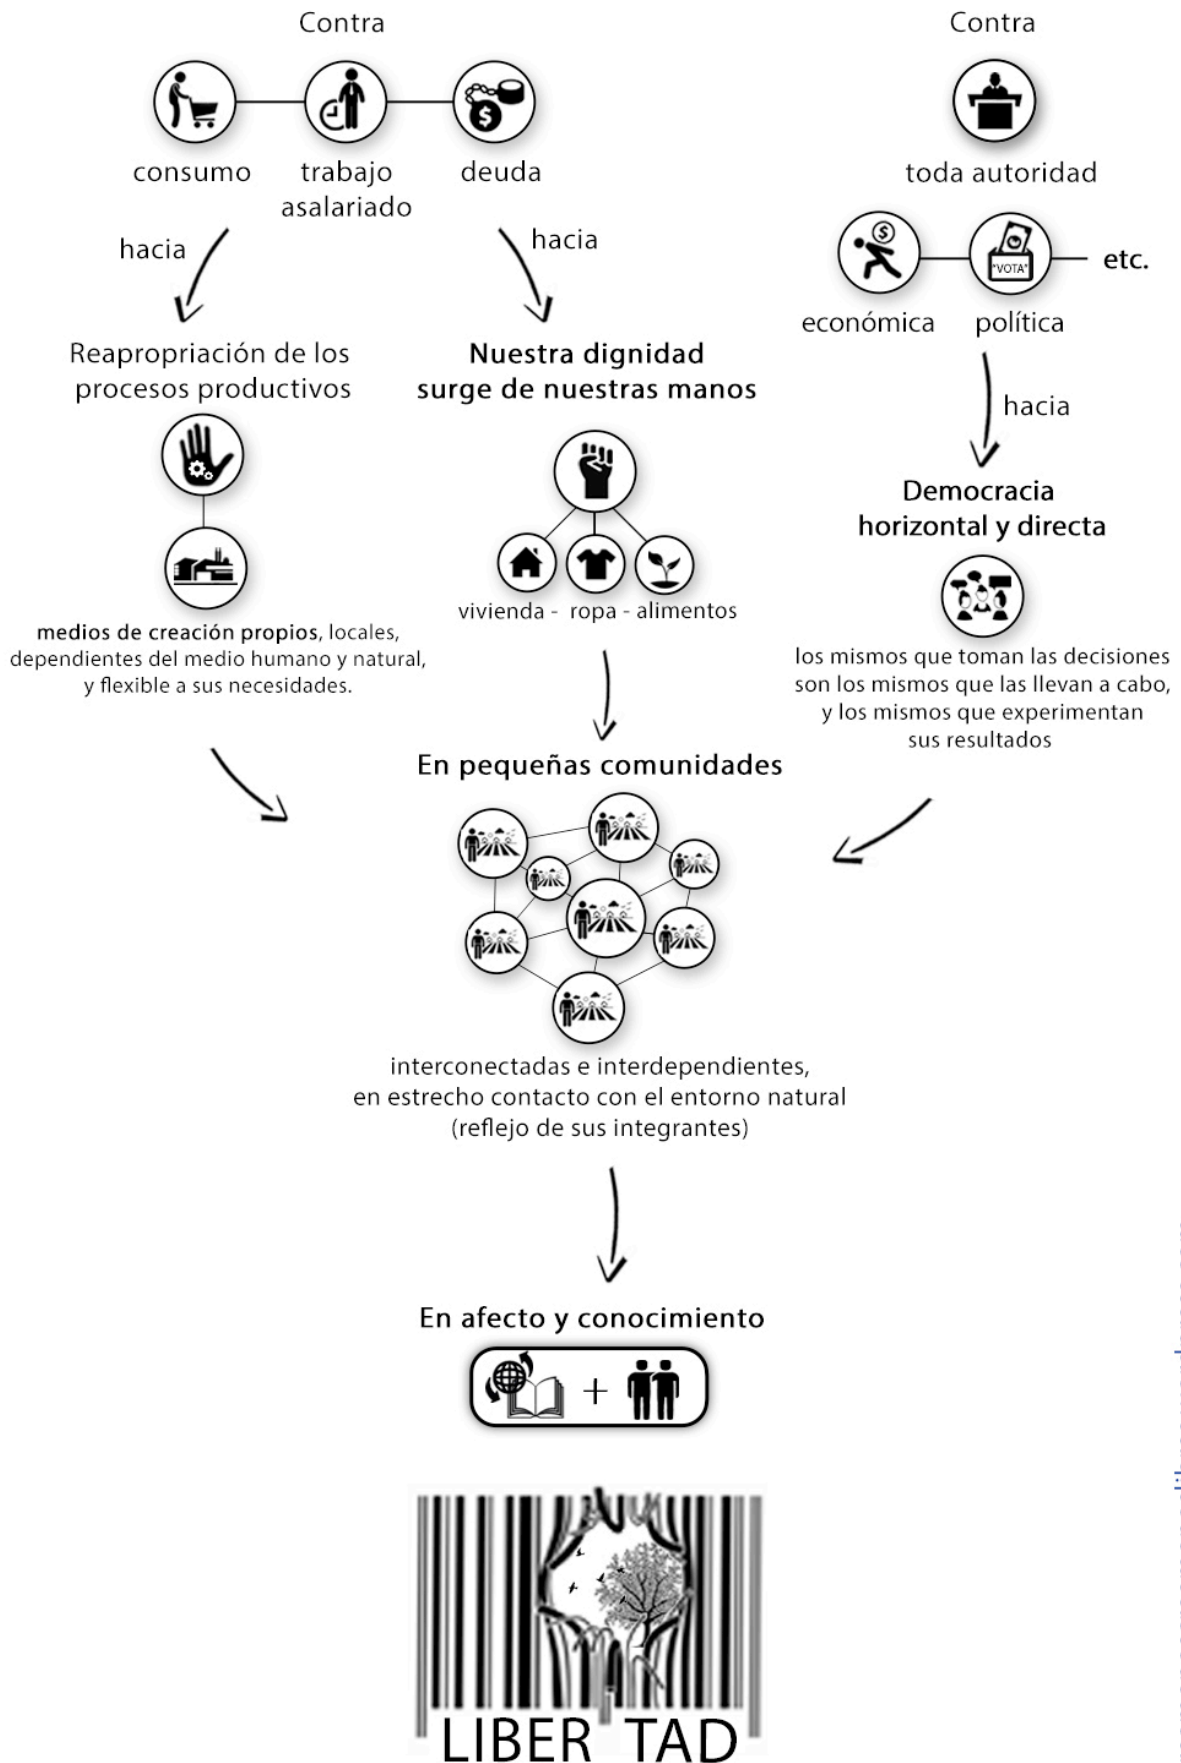 Contra
consumo
trabajo
asalariado
deuda
hacia
hacia
Reapropiación de los
procesos productivos
medios de creación propios, locales,
dependientes del medio humano y natural,
y flexible a sus necesidades.
Nuestra dignidad
surge de nuestras manos
vivienda - ropa - alimentos
Contra
toda autoridad
$
$
"VOTA"
etc.
económica
política
hacia
Democracia
horizontal y directa
los mismos que toman las decisiones
son los mismos que las llevan a cabo,
y los mismos que experimentan
sus resultados
En pequeñas comunidades
interconectadas e interdependientes,
en estrecho contacto con el entorno natural
(reflejo de sus integrantes)
En afecto y conocimiento
+
LIBER TAD